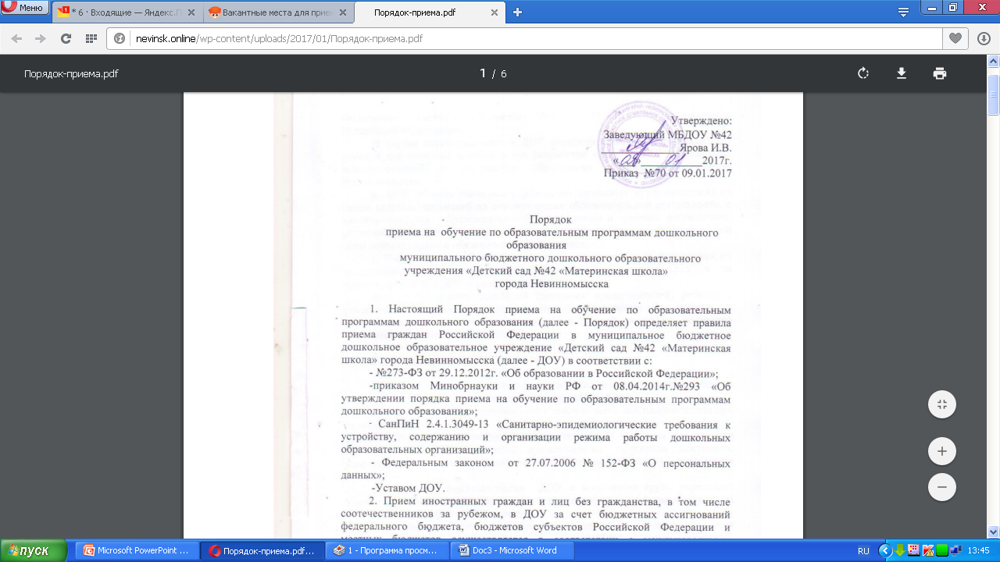 Меню
* 6 · Входящие — Яндекс.П
Вакантные места для прием
Порядок-приема.pdf
nevinsk.online/wp-content/uploads/2017/01/Порядок-приема.pdf
Порядок-приема.pdf
1 / 6
Утверждено:
Заведующий МБДОУ №42
Ярова И.В.
«09» 01 2017г.
Приказ №70 от 09.01.2017
Порядок
приема на обучение по образовательным программам дошкольного
образования
муниципального бюджетного дошкольного образовательного
учреждения «Детский сад №42 «Материнская школа»
города Невинномысска
1. Настоящий Порядок приема на обучение по образовательным
программам дошкольного образования (далее - Порядок) определяет правила
приема граждан Российской Федерации в муниципальное бюджетное
дошкольное образовательное учреждение «Детский сад №42 «Материнская
школа» города Невинномысска (далее - ДОУ) в соответствии с:
- №273-ФЗ от 29.12.2012г. «Об образовании в Российской Федерации»;
-приказом Минобрнауки и науки РФ от 08.04.2014г.№293 «Об
утверждении порядка приема на обучение по образовательным программам
дошкольного образования»;
- СанПиН 2.4.1.3049-13 «Санитарно-эпидемиологические требования к
устройству, содержанию и организации режима работы дошкольных
образовательных организаций»;
- Федеральным законом от 27.07.2006 № 152-ФЗ «О персональных
данных»;
-Уставом ДОУ.
2. Прием иностранных граждан и лиц без гражданства, в том числе
соотечественников за рубежом, в ДОУ за счет бюджетных ассигнований
федерального бюджета, бюджетов субъектов Российской Федерации и
пуск
Microsoft PowerPoint ...
Порядок-приема.pdf...
1 - Программа просм...
Doc3 - Microsoft Word
RU
13:45